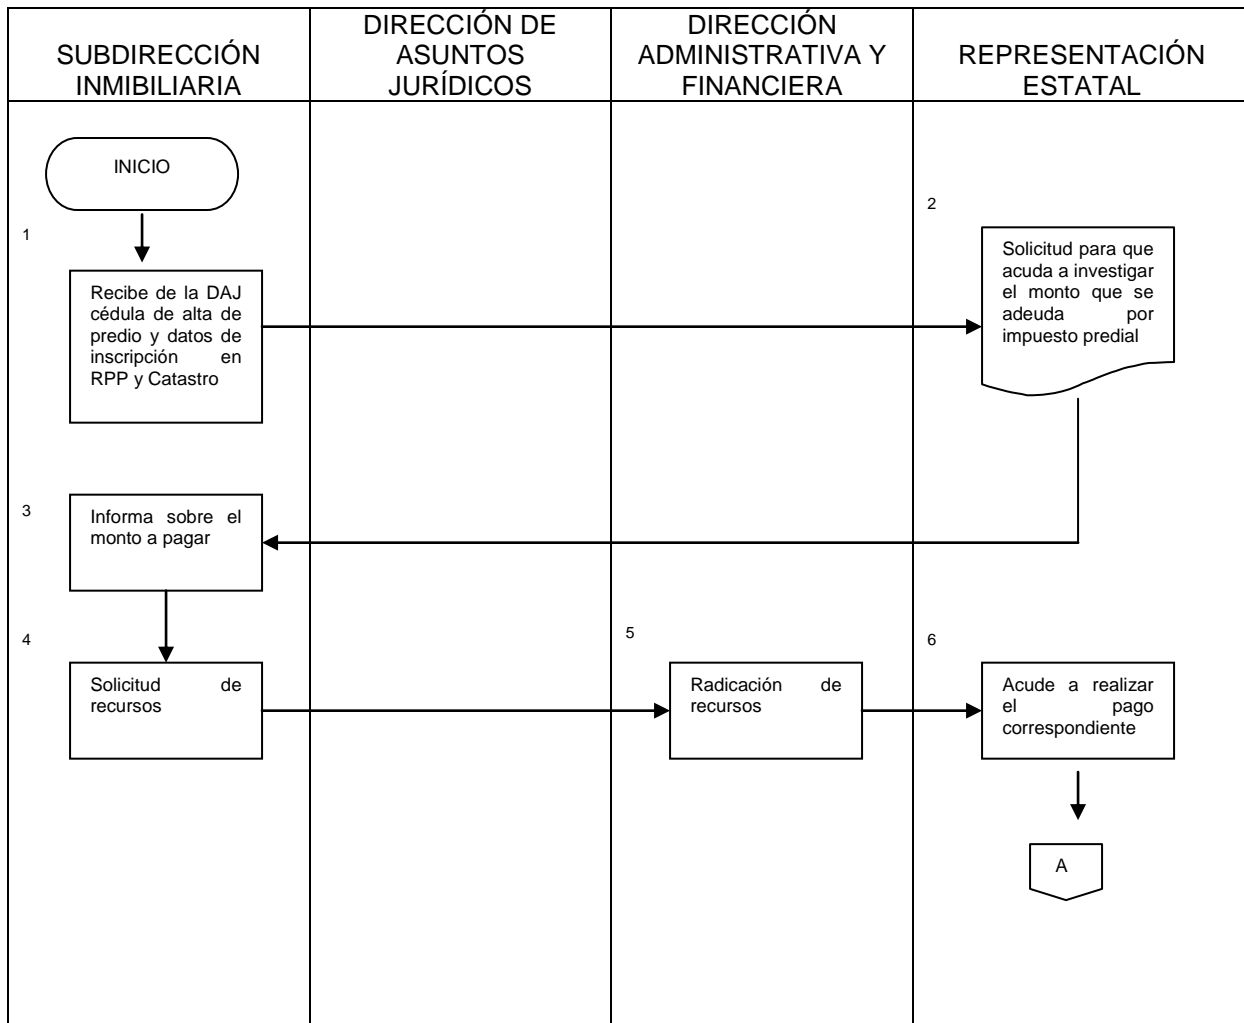 SUBDIRECCIÓN
INMIBILIARIA
DIRECCIÓN DE
ASUNTOS
JURÍDICOS
DIRECCIÓN
ADMINISTRATIVA Y
FINANCIERA
REPRESENTACIÓN
ESTATAL
INICIO
1
Recibe de la DAJ
cédula de alta de
predio y datos de
inscripción en
RPP y Catastro
2
Solicitud para que
acuda a investigar
el monto que se
adeuda por
impuesto predial
3
Informa sobre el
monto a pagar
4
Solicitud de
recursos
5
Radicación de
recursos
6
Acude a realizar
el pago
correspondiente
A